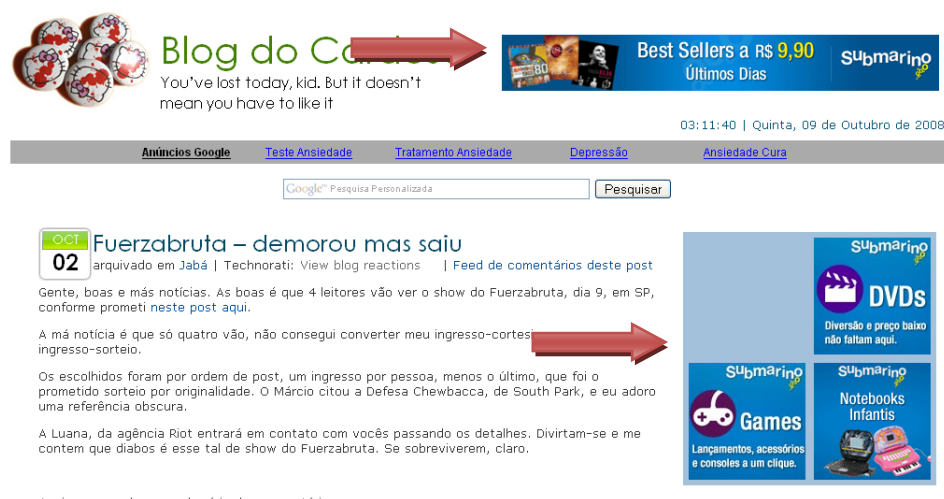 Blog do
You've lost today, kid. But it doesn't
mean you have to like it
Best Sellers a R$ 9,90
Últimos Dias
Submarino
03:11:40 | Quinta, 09 de Outubro de 2008
Anúncios Google Teste Ansiedade Tratamento Ansiedade Depressão Ansiedade Cura
Google™ Pesquisa Personalizada Pesquisar
OCT
02
Fuerzabruta – demorou mas saiu
arquivado em Jabá | Technorati: View blog reactions | Feed de comentários deste post
Gente, boas e más notícias. As boas é que 4 leitores vão ver o show do Fuerzabruta, dia 9, em SP,
conforme prometi neste post aqui.
A má notícia é que só quatro vão, não consegui converter meu
ingresso-sorteio.
Os escolhidos foram por ordem de post, um ingresso por pessoa, menos o último, que foi o
prometido sorteio por originalidade. O Márcio citou a Defesa Chewbacca, de South Park, e eu adoro
uma referência obscura.
A Luana, da agência Riot entrará em contato com vocês passando os detalhes. Divirtam-se e me
contem que diabos é esse tal de show do Fuerzabruta. Se sobreviverem, claro.
Submarino
DVDs
Diversão e preço baixo
não faltam aqui.
Submarino
Games
Lançamentos, acessórios
e consoles a um clique.
Submarino
Notebooks
Infantis